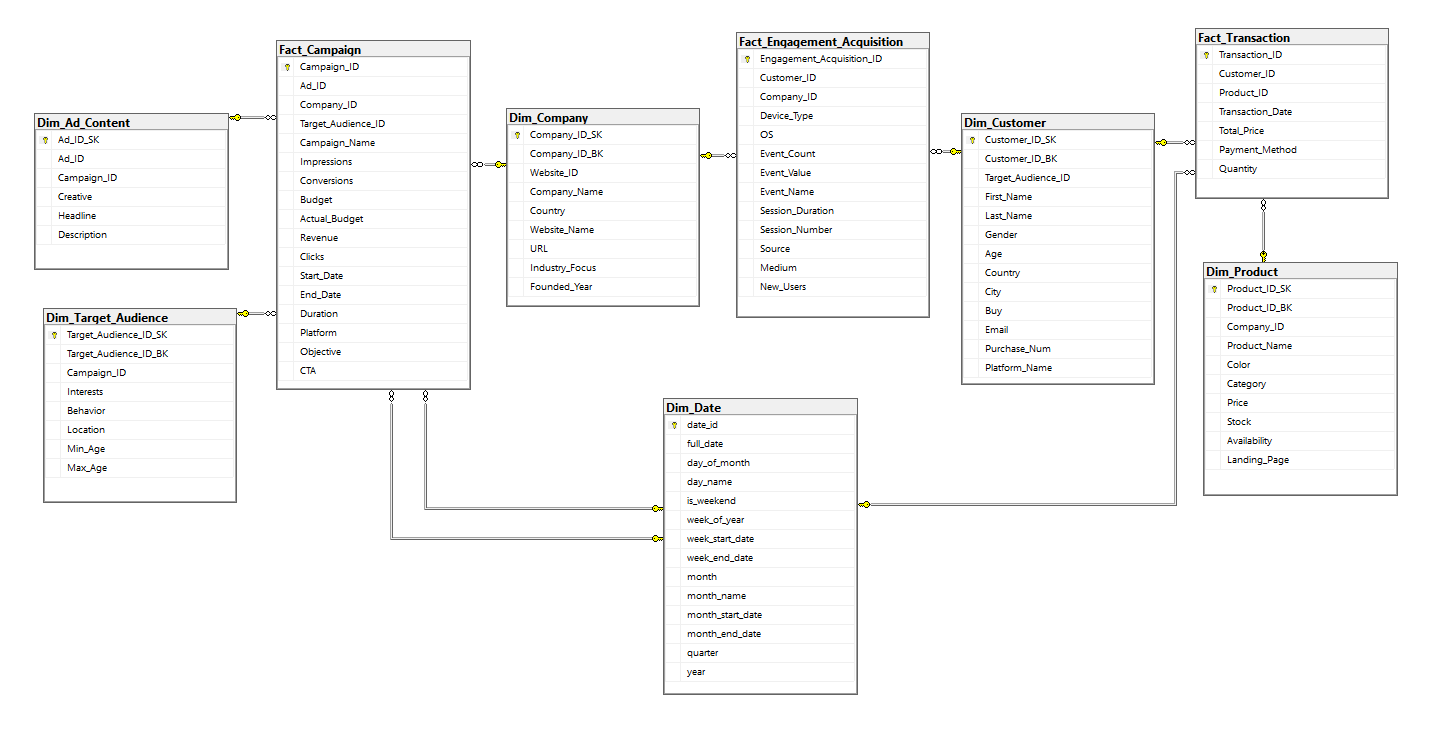 Fact_Campaign
Campaign_ID
Ad_ID
Company_ID
Target_Audience_ID
Campaign_Name
Impressions
Conversions
Budget
Actual_Budget
Revenue
Clicks
Start_Date
End_Date
Duration
Platform
Objective
CTA
Dim_Ad_Content
Ad_ID_SK
Ad_ID
Campaign_ID
Creative
Headline
Description
Dim_Target_Audience
Target_Audience_ID_SK
Target_Audience_ID_BK
Campaign_ID
Interests
Behavior
Location
Min_Age
Max_Age
Dim_Company
Company_ID_SK
Company_ID_BK
Website_ID
Company_Name
Country
Website_Name
URL
Industry_Focus
Founded_Year
Fact_Engagement_Acquisition
Engagement_Acquisition_ID
Customer_ID
Company_ID
Device_Type
OS
Event_Count
Event_Value
Event_Name
Session_Duration
Session_Number
Source
Medium
New_Users
Dim_Customer
Customer_ID_SK
Customer_ID_BK
Target_Audience_ID
First_Name
Last_Name
Gender
Age
Country
City
Buy
Email
Purchase_Num
Platform_Name
Fact_Transaction
Transaction_ID
Customer_ID
Product_ID
Transaction_Date
Total_Price
Payment_Method
Quantity
Dim_Product
Product_ID_SK
Product_ID_BK
Company_ID
Product_Name
Color
Category
Price
Stock
Availability
Landing_Page
Dim_Date
date_id
full_date
day_of_month
day_name
is_weekend
week_of_year
week_start_date
week_end_date
month
month_name
month_start_date
month_end_date
quarter
year